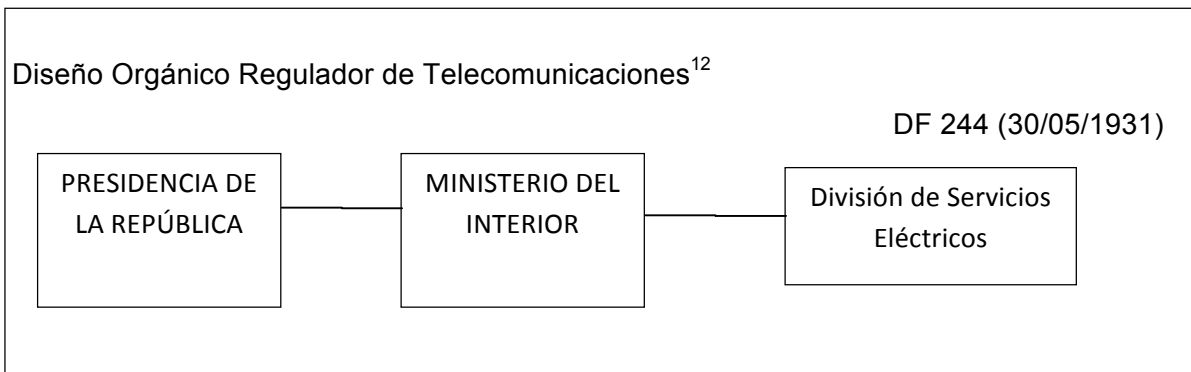 Diseño Orgánico Regulador de Telecomunicaciones12
DF 244 (30/05/1931)
PRESIDENCIA DE
LA REPÚBLICA
MINISTERIO DEL
INTERIOR
División de Servicios
Eléctricos